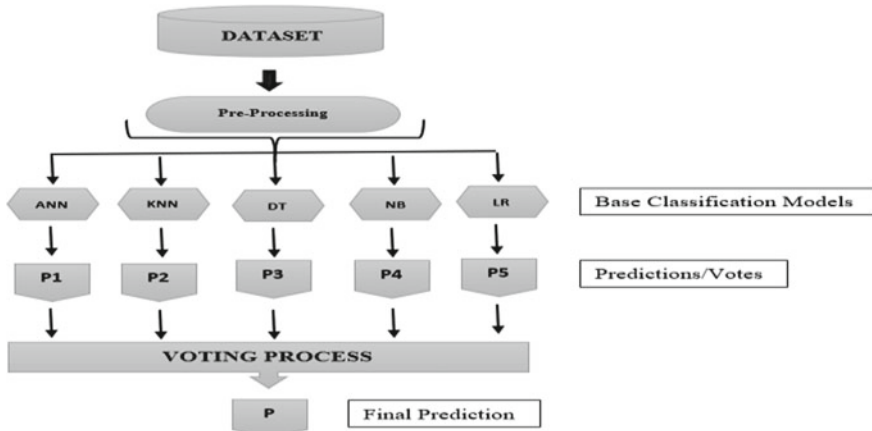 DATASET
Pre-Processing
ANN KNN DT NB LR Base Classification Models
P1 P2 P3 P4 P5 Predictions/Votes
VOTING PROCESS
P Final Prediction